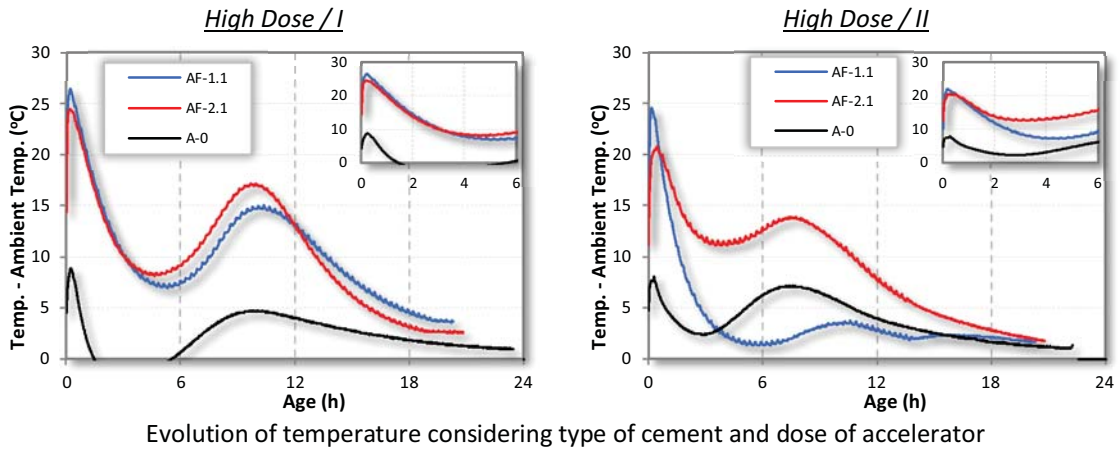 High Dose / I
30
25
20
15
10
5
0
Temp. - Ambient Temp. (ºC)
AF-1.1
AF-2.1
A-0
30
20
10
0
0 2 4 6
0 6 12 18 24
Age (h)
High Dose / II
30
25
20
15
10
5
0
Temp. - Ambient Temp. (ºC)
AF-1.1
AF-2.1
A-0
30
20
10
0
0 2 4 6
0 6 12 18 24
Age (h)
Evolution of temperature considering type of cement and dose of accelerator